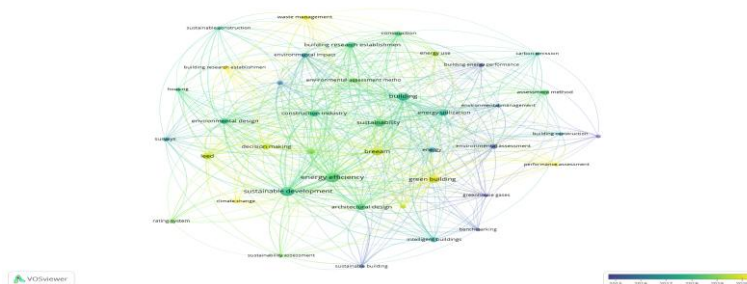 waste management
sustainable construction
construction
building research establishmen
environmental impact
energy use
carbon emission
building research establishmen
building energy performance
environmental assessment metho
housing
assessment method
building
environmental management
construction industry
energy utilization
environmental design
sustainability
building construction
europe
decision making
environmental assessment
leed
breeam
energy
performance assessment
energy efficiency
green building
sustainable development
greenhouse gases
climate change
architectural design
rating system
benchmarking
intelligent buildings
sustainability assessment
sustainable building
VOSviewer